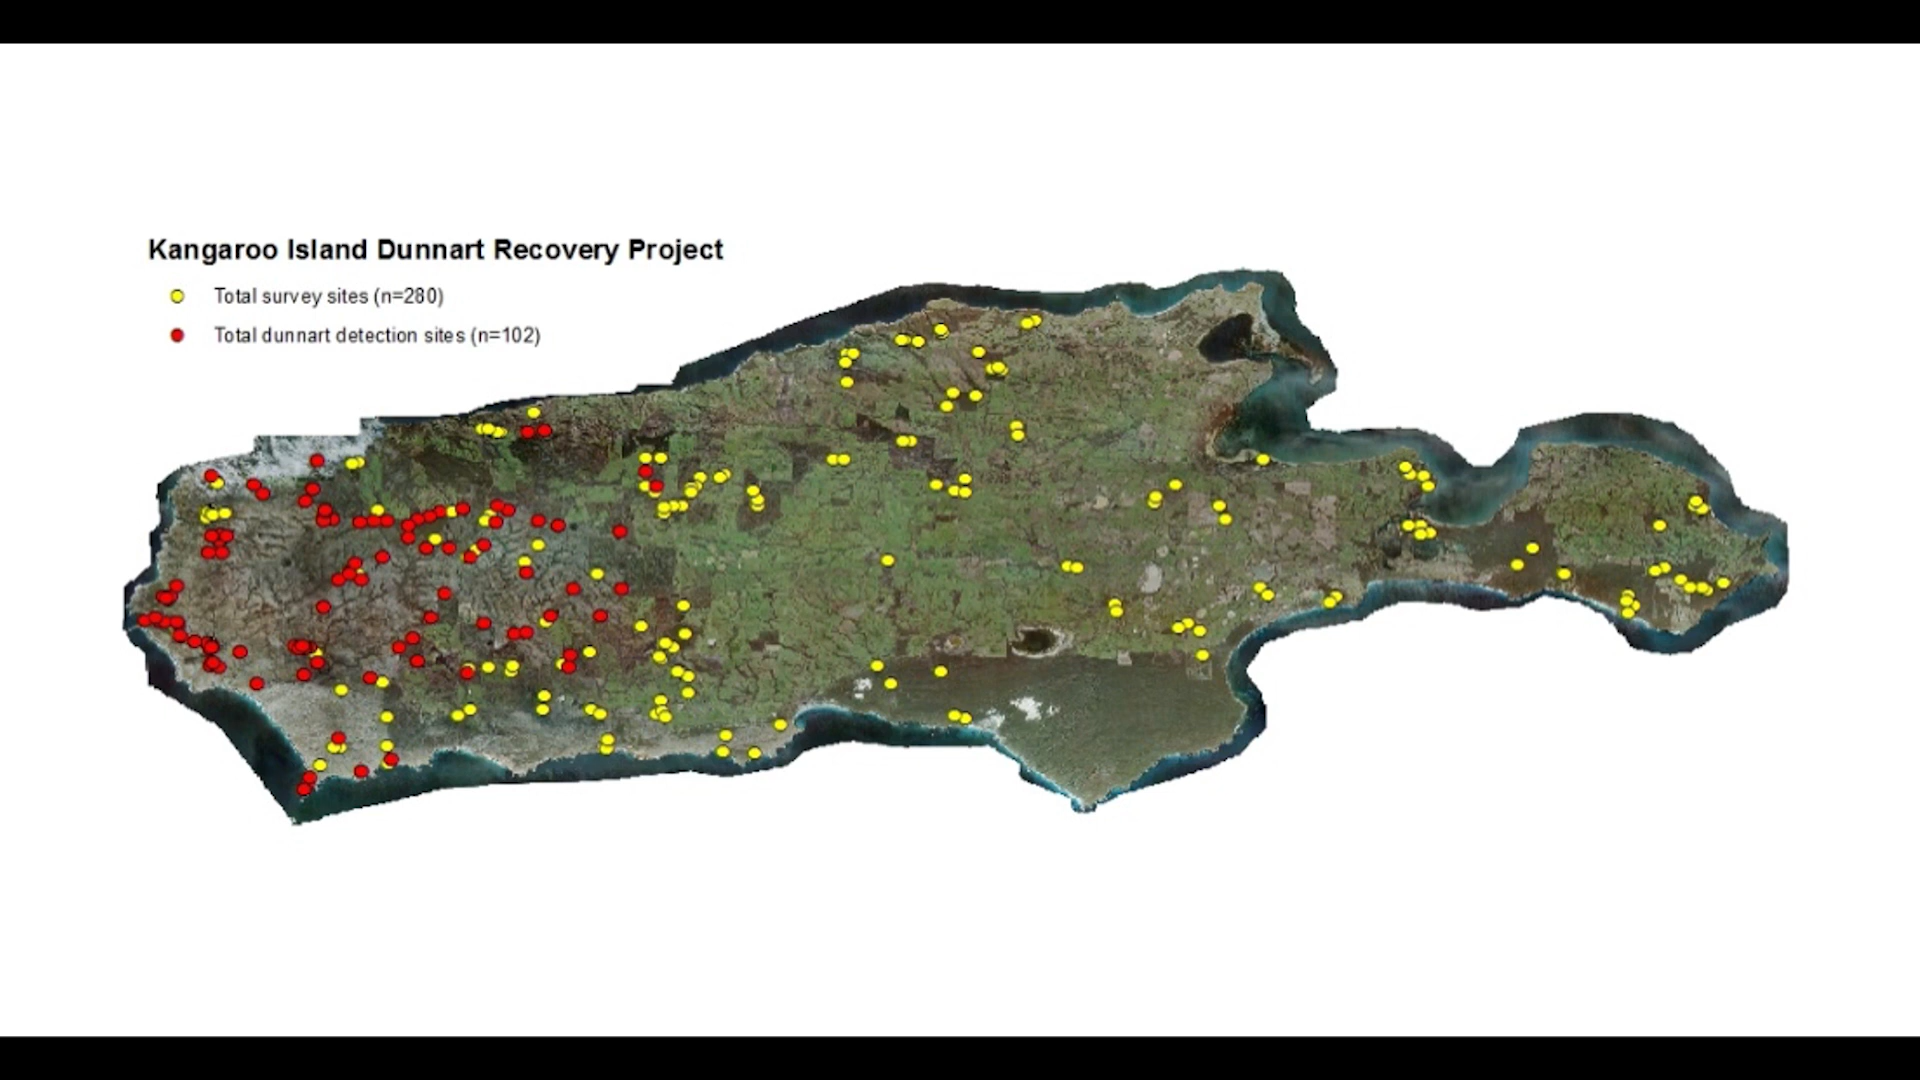 Kangaroo Island Dunnart Recovery Project
Total survey sites (n=280)
Total dunnart detection sites (n=102)